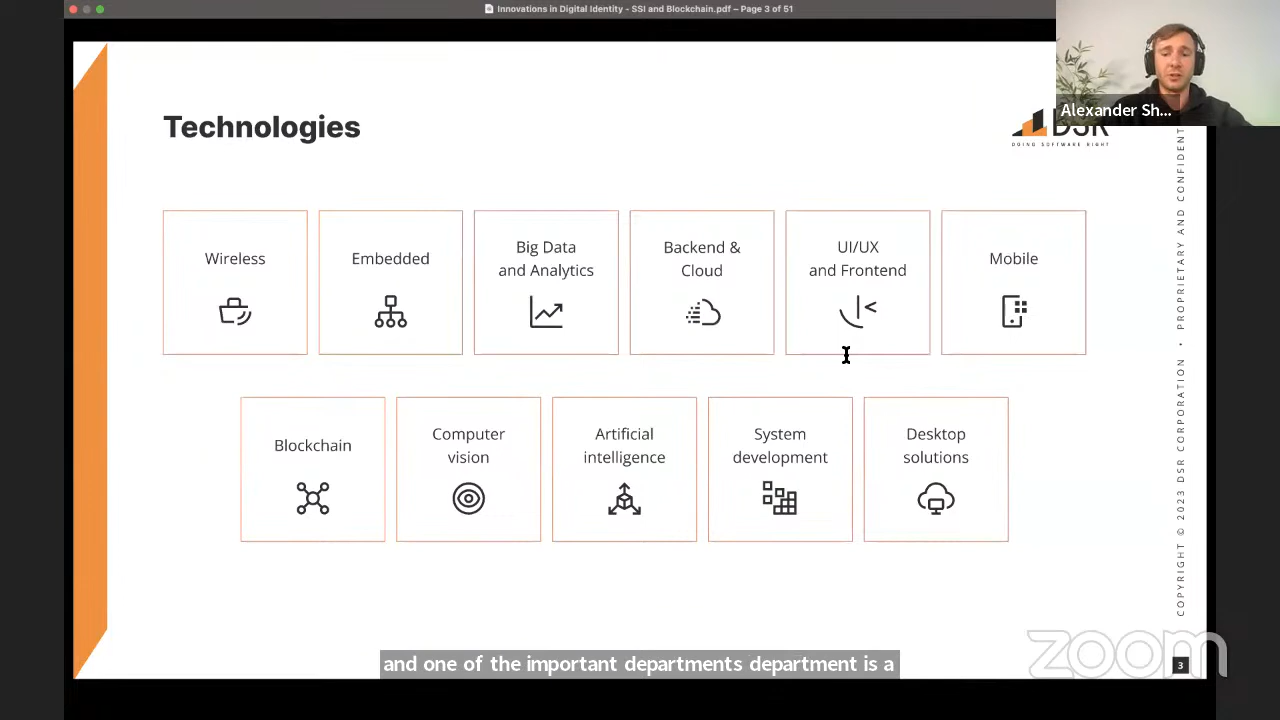 Innovations in Digital Identity - SSI and Blockchain.pdf – Page 3 of 51
Alexander Sh...
Technologies
DSR
DOING SOFTWARE RIGHT
Wireless
Embedded
Big Data
and Analytics
Backend &
Cloud
UI/UX
and Frontend
Mobile
Blockchain
Computer
vision
Artificial
intelligence
System
development
Desktop
solutions
COPYRIGHT © 2023 DSR CORPORATION • PROPRIETARY AND CONFIDENT
and one of the important departments department is a
zoom
3